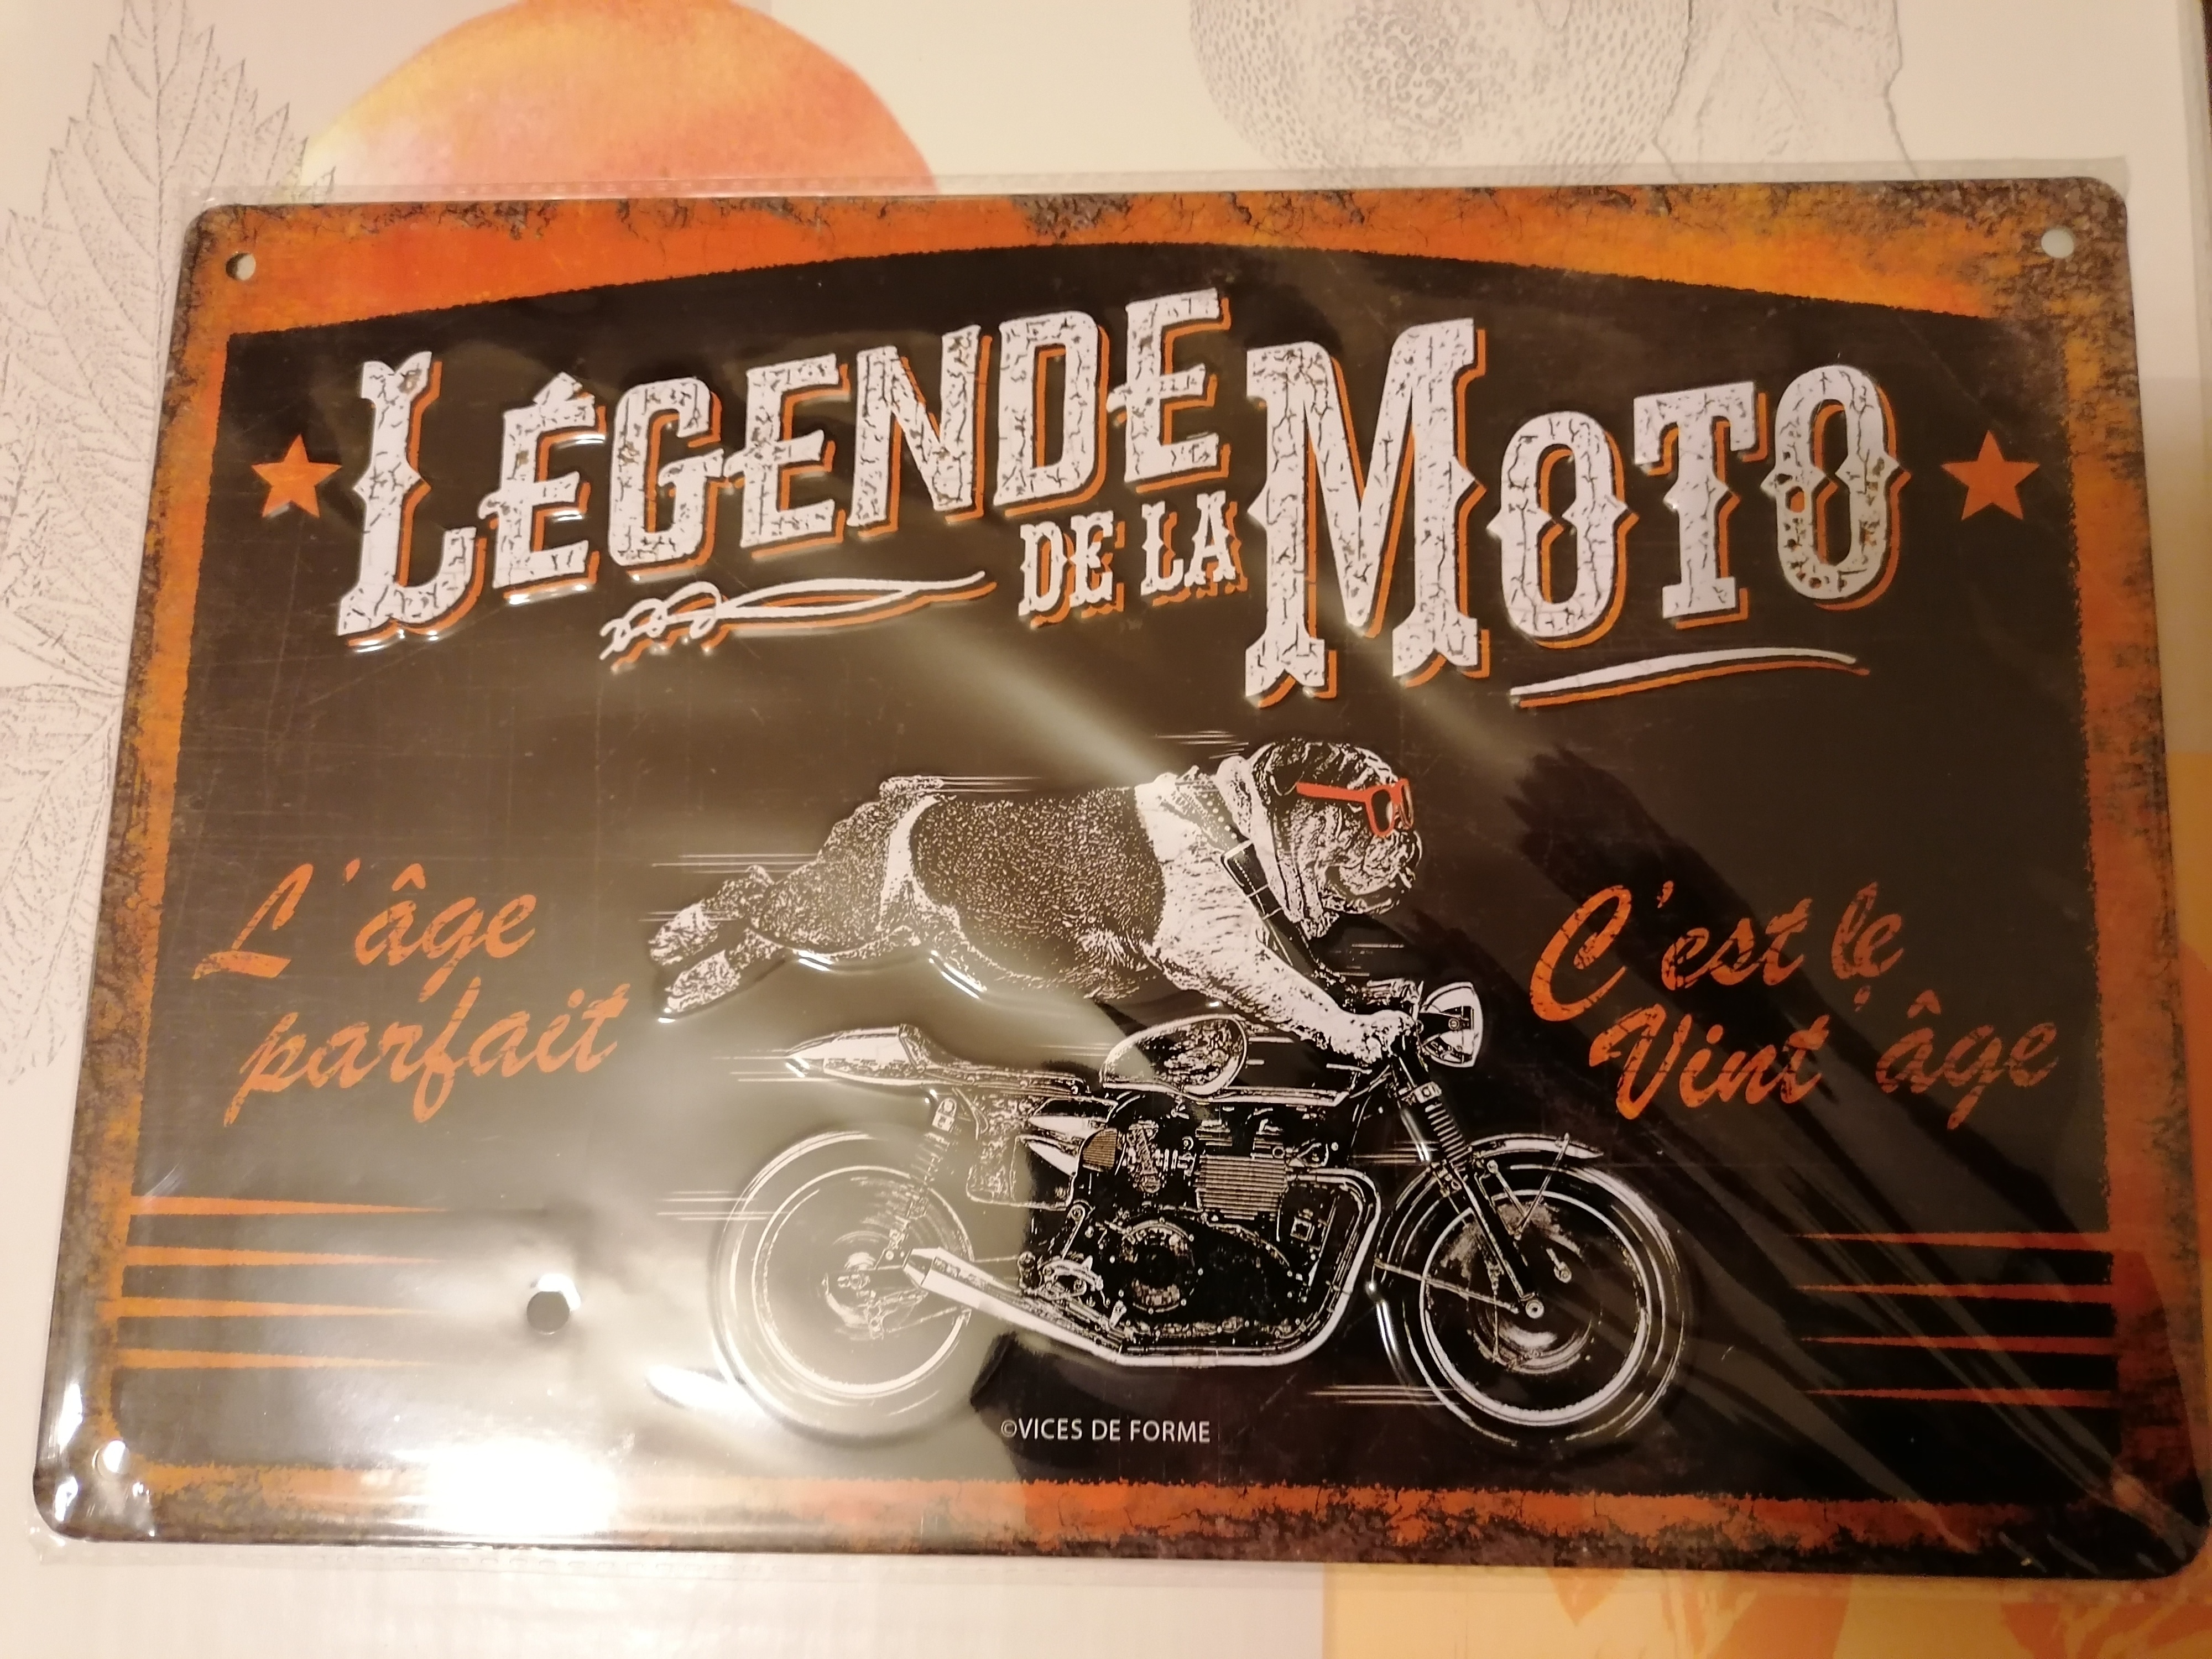 LÉGENDE
DE LA MOTO
L'âge
parfait
C'est le
Vint'âge
©VICES DE FORME